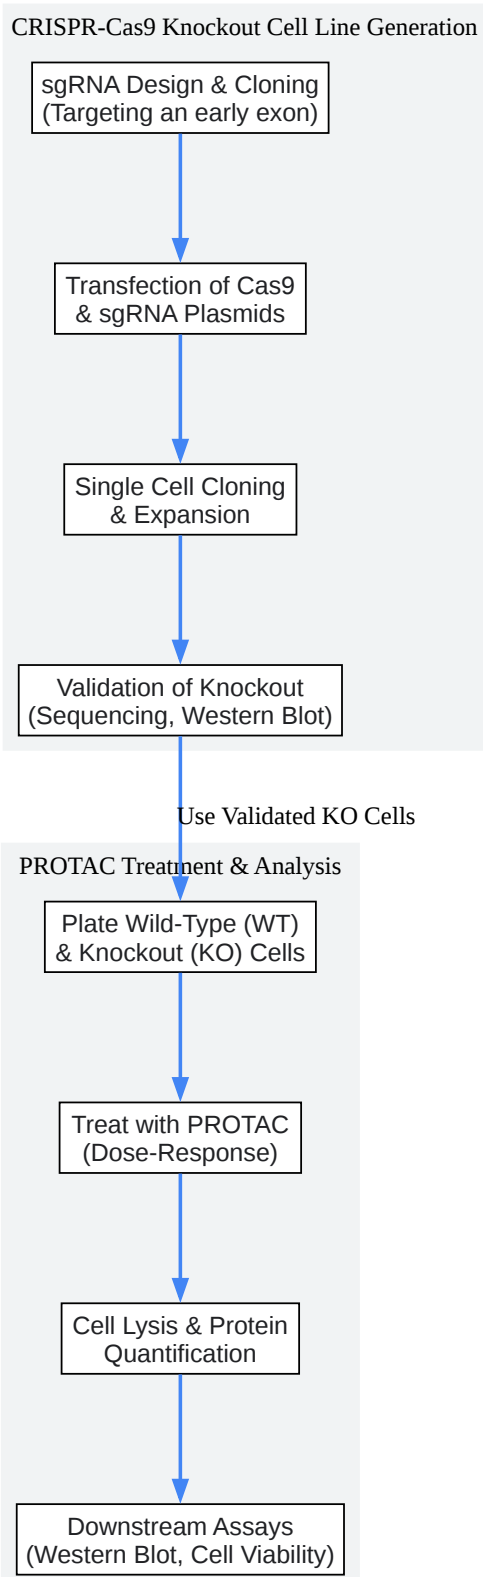 CRISPR-Cas9 Knockout Cell Line Generation
sgRNA Design & Cloning
(Targeting an early exon)
Transfection of Cas9
& sgRNA Plasmids
Single Cell Cloning
& Expansion
Validation of Knockout
(Sequencing, Western Blot)
Use Validated KO Cells
PROTAC Treatment & Analysis
Plate Wild-Type (WT)
& Knockout (KO) Cells
Treat with PROTAC
(Dose-Response)
Cell Lysis & Protein
Quantification
Downstream Assays
(Western Blot, Cell Viability)